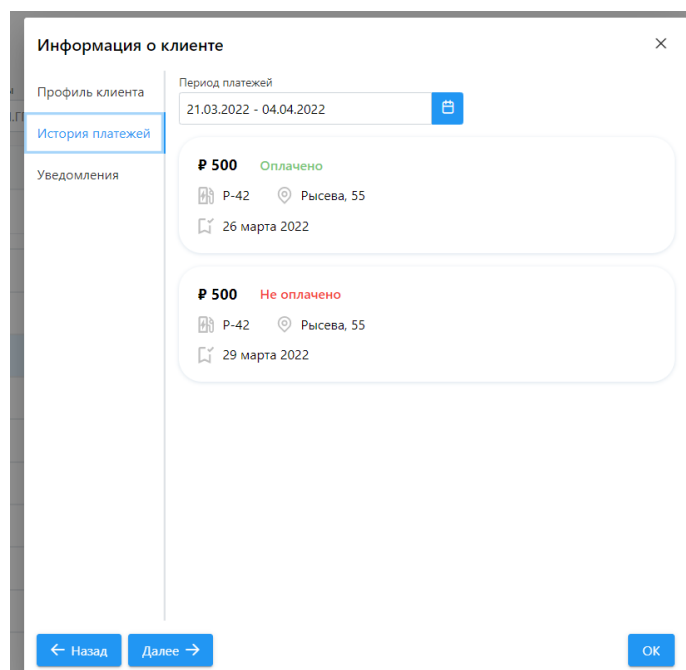 Информация о клиенте
Профиль клиента
История платежей
Уведомления
Период платежей
21.03.2022 - 04.04.2022
₽ 500 Оплачено
P-42 Рысева, 55
26 марта 2022
₽ 500 Не оплачено
P-42 Рысева, 55
29 марта 2022
← Назад
Далее →
OK